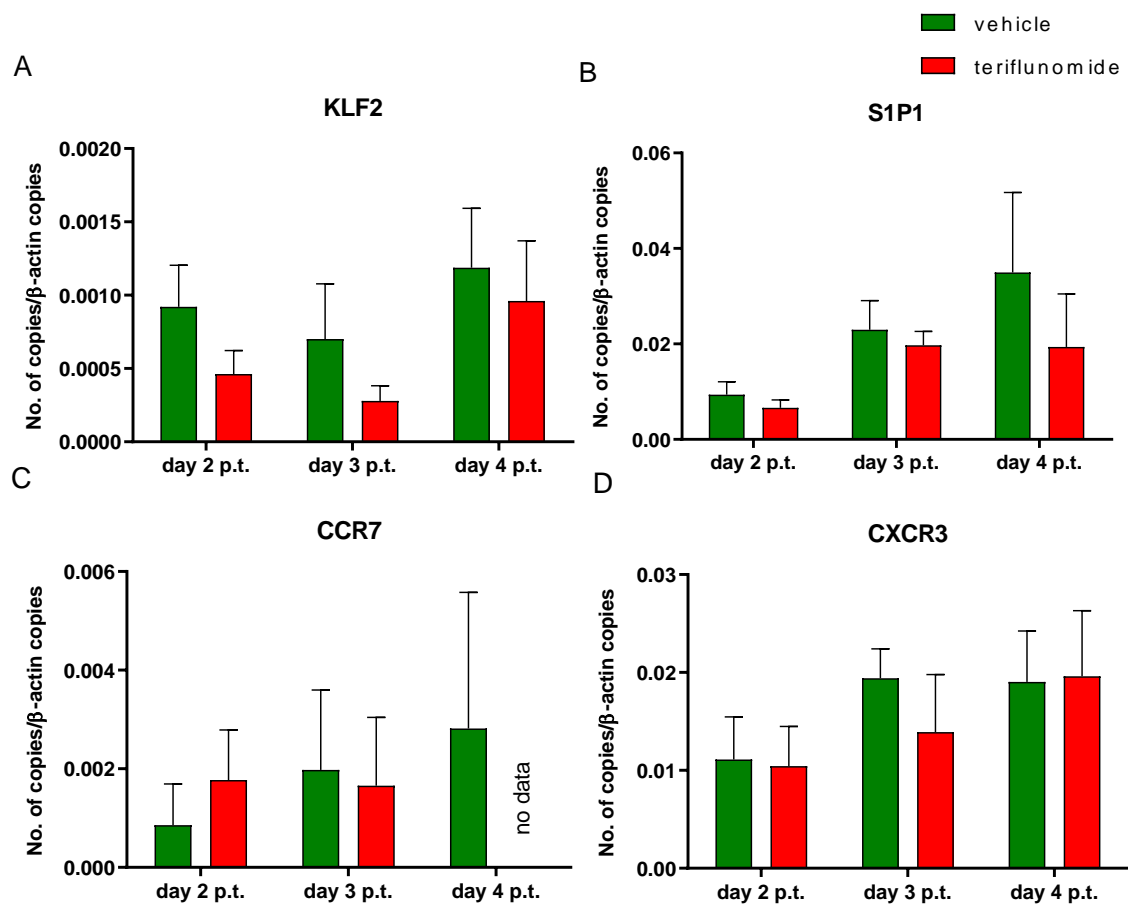 vehicle
teriflunomide
A
KLF2
No. of copies/β-actin copies
0.0020
0.0015
0.0010
0.0005
0.0000
day 2 p.t. day 3 p.t. day 4 p.t.
B
S1P1
No. of copies/β-actin copies
0.06
0.04
0.02
0.00
day 2 p.t. day 3 p.t. day 4 p.t.
C
CCR7
No. of copies/β-actin copies
0.006
0.004
0.002
0.000
no data
day 2 p.t. day 3 p.t. day 4 p.t.
D
CXCR3
No. of copies/β-actin copies
0.03
0.02
0.01
0.00
day 2 p.t. day 3 p.t. day 4 p.t.